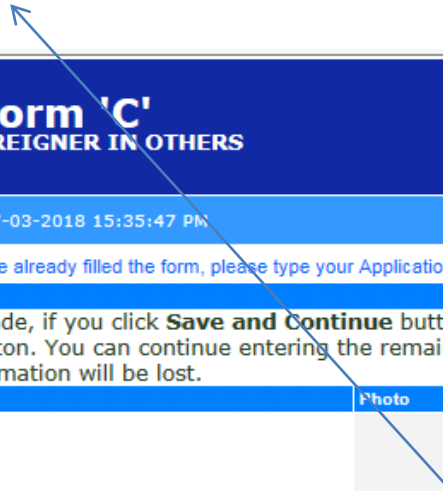 orm 'C'
REIGNER IN OTHERS
-03-2018 15:35:47 PM
e already filled the form, please type your Applicatio
de, if you click Save and Continue butt
ton. You can continue entering the remai
mation will be lost.
Photo